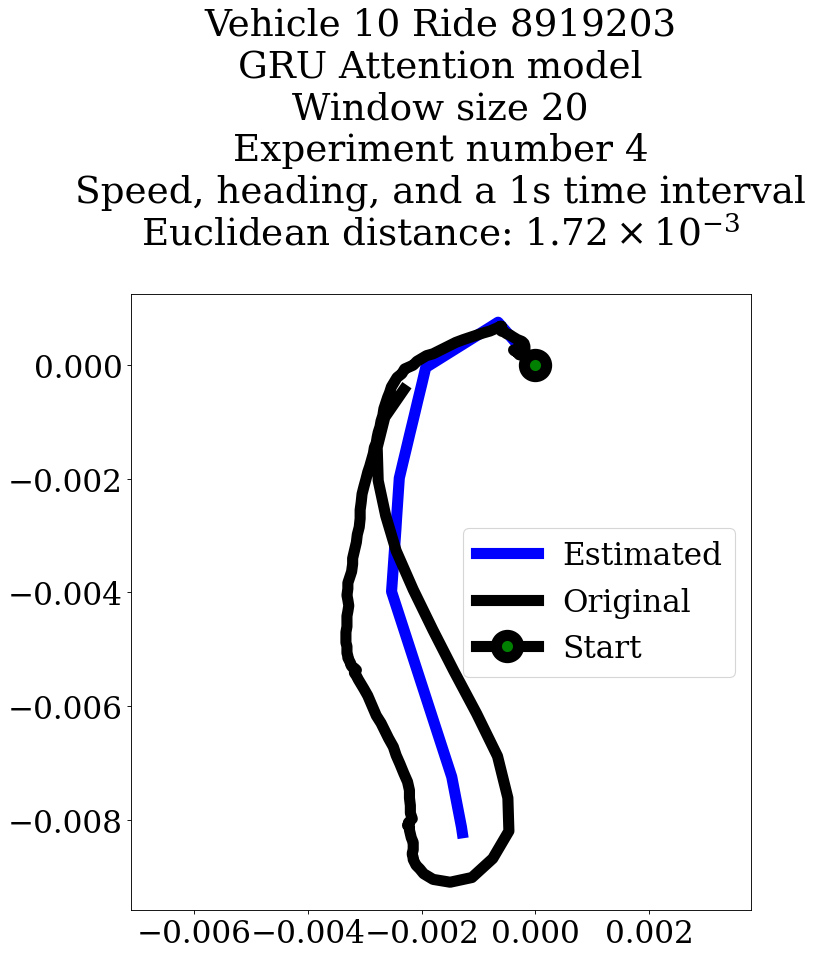 Vehicle 10 Ride 8919203
GRU Attention model
Window size 20
Experiment number 4
Speed, heading, and a 1s time interval
Euclidean distance: 1.72 × 10⁻³
0.000
−0.002
−0.004
−0.006
−0.008
Estimated
Original
Start
−0.006 −0.004 −0.002 0.000 0.002